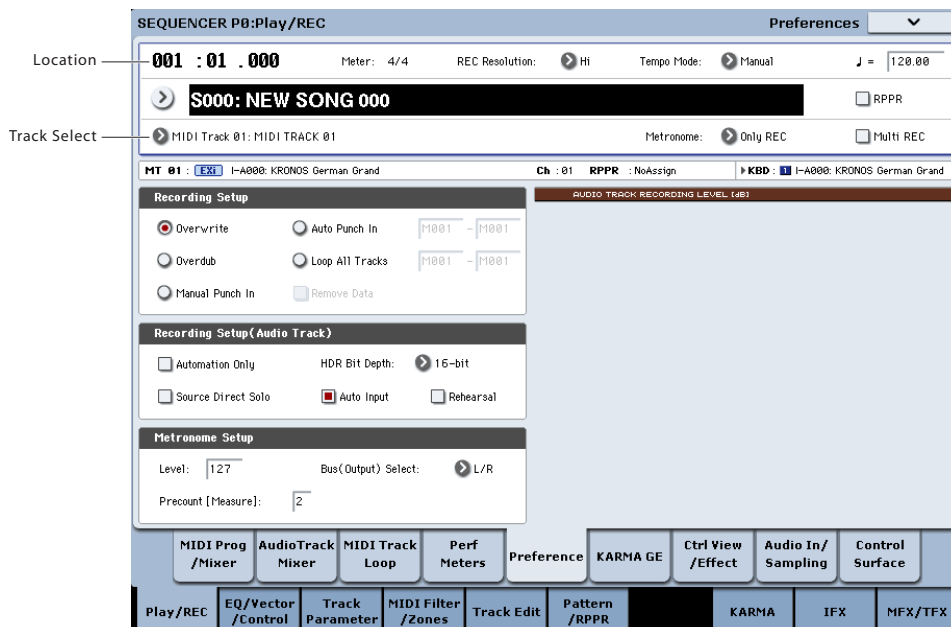 SEQUENCER P0:Play/REC Preferences
Location
001 :01 .000 Meter: 4/4 REC Resolution: Hi Tempo Mode: Manual ♩ = 120.00
S000: NEW SONG 000 RPPR
Track Select
MIDI Track 01: MIDI TRACK 01 Metronome: Only REC Multi REC
MT 01 : EXi I-A000: KRONOS German Grand Ch :01 RPPR :NoAssign KBD: 1 I-A000: KRONOS German Grand
Recording Setup
Overwrite Auto Punch In M001 - M001
Overdub Loop All Tracks M001 - M001
Manual Punch In Remove Data
AUDIO TRACK RECORDING LEVEL [dB]
Recording Setup(Audio Track)
Automation Only HDR Bit Depth: 16-bit
Source Direct Solo Auto Input Rehearsal
Metronome Setup
Level: 127 Bus(Output) Select: L/R
Precount [Measure]: 2
MIDI Prog /Mixer
AudioTrack Mixer
MIDI Track Loop
Perf Meters
Preference
KARMA GE
Ctrl View /Effect
Audio In/ Sampling
Control Surface
Play/REC
EQ/Vector /Control
Track Parameter
MIDI Filter /Zones
Track Edit
Pattern /RPPR
KARMA
IFX
MFX/TFX